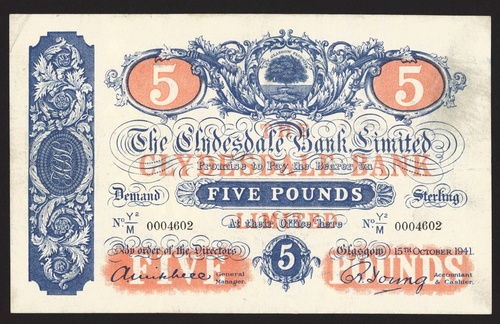 5 5
The Clydesdale Bank, Limited
THE
CLYDESDALE BANK
Promise to Pay the Bearer on
Demand FIVE POUNDS Sterling
LIMITED
Nº Y²/M 0004602 At their Office here Nº Y²/M 0004602
By order of the Directors Glasgow 15TH OCTOBER 1941.
General Manager. 5 R. Young Accountant & Cashier.
POUNDS